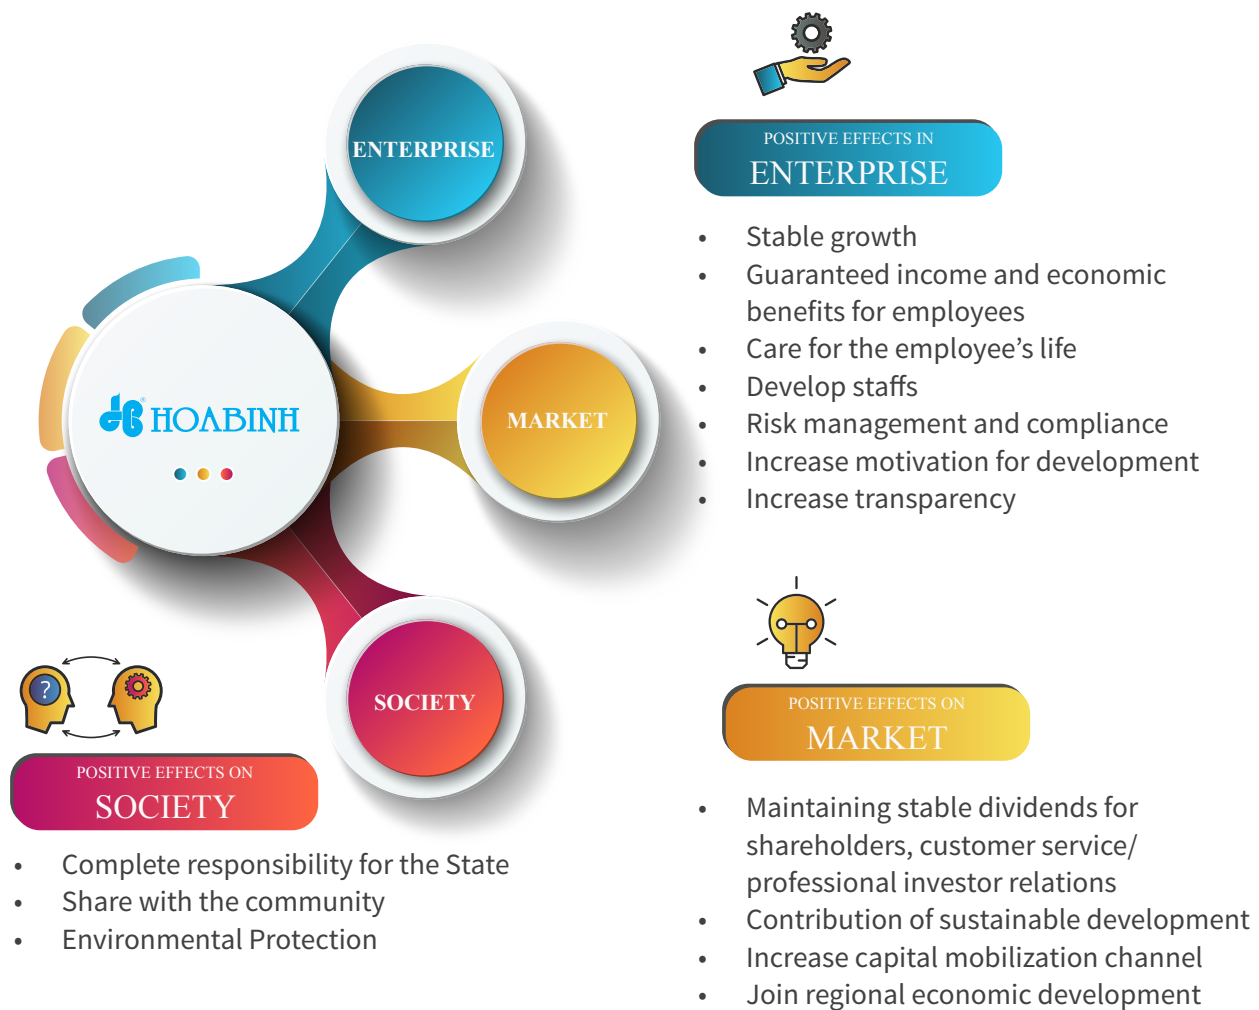 ENTERPRISE
MARKET
SOCIETY
HOABINH
®
?
POSITIVE EFFECTS IN
ENTERPRISE
• Stable growth
• Guaranteed income and economic
benefits for employees
• Care for the employee’s life
• Develop staffs
• Risk management and compliance
• Increase motivation for development
• Increase transparency
POSITIVE EFFECTS ON
MARKET
• Maintaining stable dividends for
shareholders, customer service/
professional investor relations
• Contribution of sustainable development
• Increase capital mobilization channel
• Join regional economic development
POSITIVE EFFECTS ON
SOCIETY
• Complete responsibility for the State
• Share with the community
• Environmental Protection